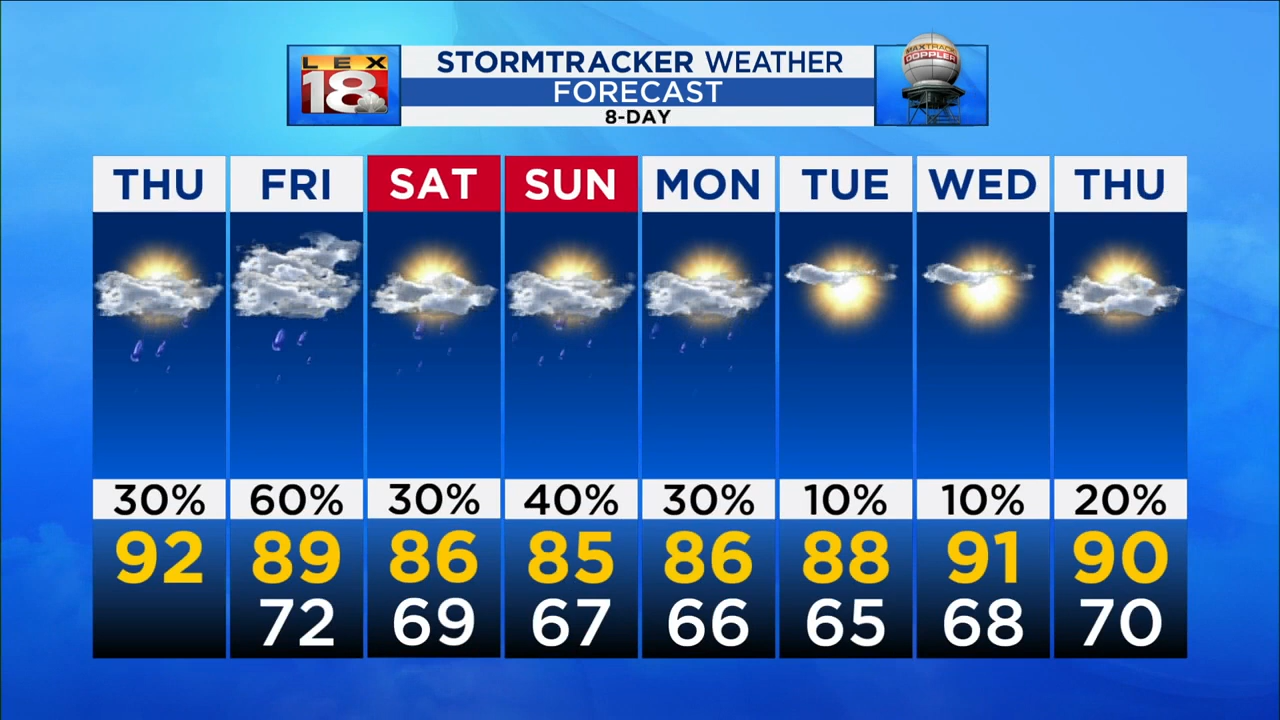 LEX
18
STORMTRACKER WEATHER
FORECAST
8-DAY
MAXTRACK
DOPPLER
THU FRI SAT SUN MON TUE WED THU
30% 60% 30% 40% 30% 10% 10% 20%
92 89 86 85 86 88 91 90
72 69 67 66 65 68 70